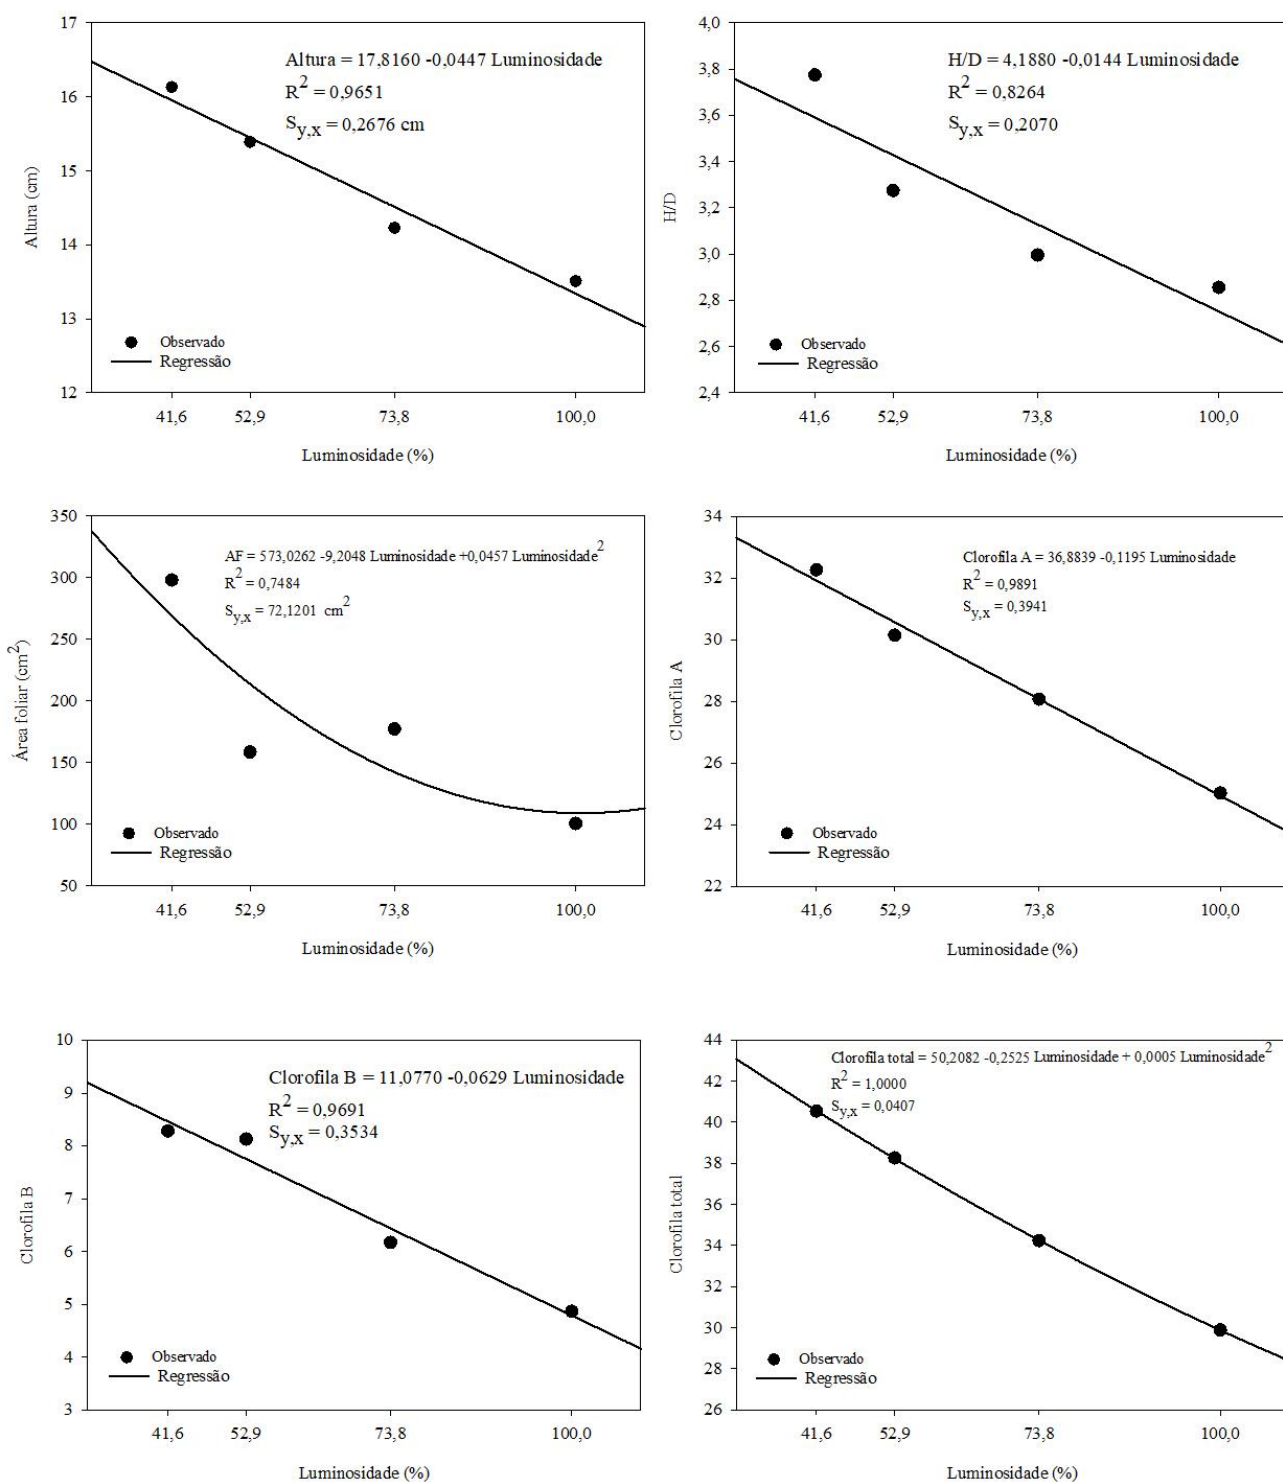 17
16
15
14
13
12
Altura (cm)
Altura = 17,8160 -0,0447 Luminosidade
R² = 0,9651
Sy,x = 0,2676 cm
Observado
Regressão
41,6 52,9 73,8 100,0
Luminosidade (%)
4,0
3,8
3,6
3,4
3,2
3,0
2,8
2,6
2,4
H/D
H/D = 4,1880 -0,0144 Luminosidade
R² = 0,8264
Sy,x = 0,2070
Observado
Regressão
41,6 52,9 73,8 100,0
Luminosidade (%)
350
300
250
200
150
100
50
Área foliar (cm²)
AF = 573,0262 -9,2048 Luminosidade +0,0457 Luminosidade²
R² = 0,7484
Sy,x = 72,1201 cm²
Observado
Regressão
41,6 52,9 73,8 100,0
Luminosidade (%)
34
32
30
28
26
24
22
Clorofila A
Clorofila A = 36,8839 -0,1195 Luminosidade
R² = 0,9891
Sy,x = 0,3941
Observado
Regressão
41,6 52,9 73,8 100,0
Luminosidade (%)
10
9
8
7
6
5
4
3
Clorofila B
Clorofila B = 11,0770 -0,0629 Luminosidade
R² = 0,9691
Sy,x = 0,3534
Observado
Regressão
41,6 52,9 73,8 100,0
Luminosidade (%)
44
42
40
38
36
34
32
30
28
26
Clorofila total
Clorofila total = 50,2082 -0,2525 Luminosidade + 0,0005 Luminosidade²
R² = 1,0000
Sy,x = 0,0407
Observado
Regressão
41,6 52,9 73,8 100,0
Luminosidade (%)